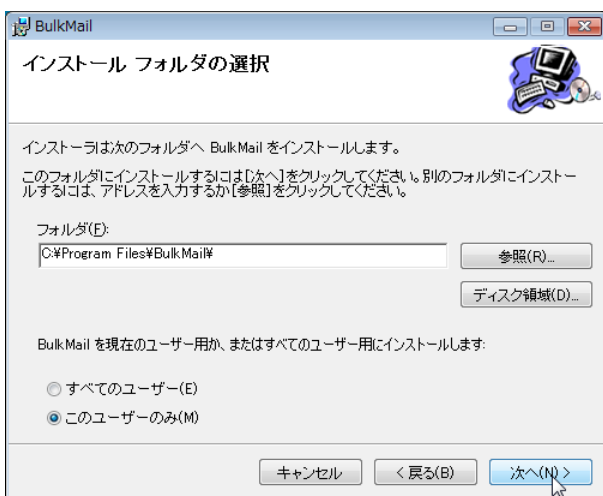 BulkMail
インストール フォルダの選択
インストーラは次のフォルダへ BulkMail をインストールします。
このフォルダにインストールするには[次へ]をクリックしてください。別のフォルダにインストー
ルするには、アドレスを入力するか[参照]をクリックしてください。
フォルダ(F):
C:¥Program Files¥BulkMail¥
参照(R)...
ディスク領域(D)...
BulkMail を現在のユーザー用か、またはすべてのユーザー用にインストールします:
すべてのユーザー(E)
このユーザーのみ(M)
キャンセル
< 戻る(B)
次へ(N) >